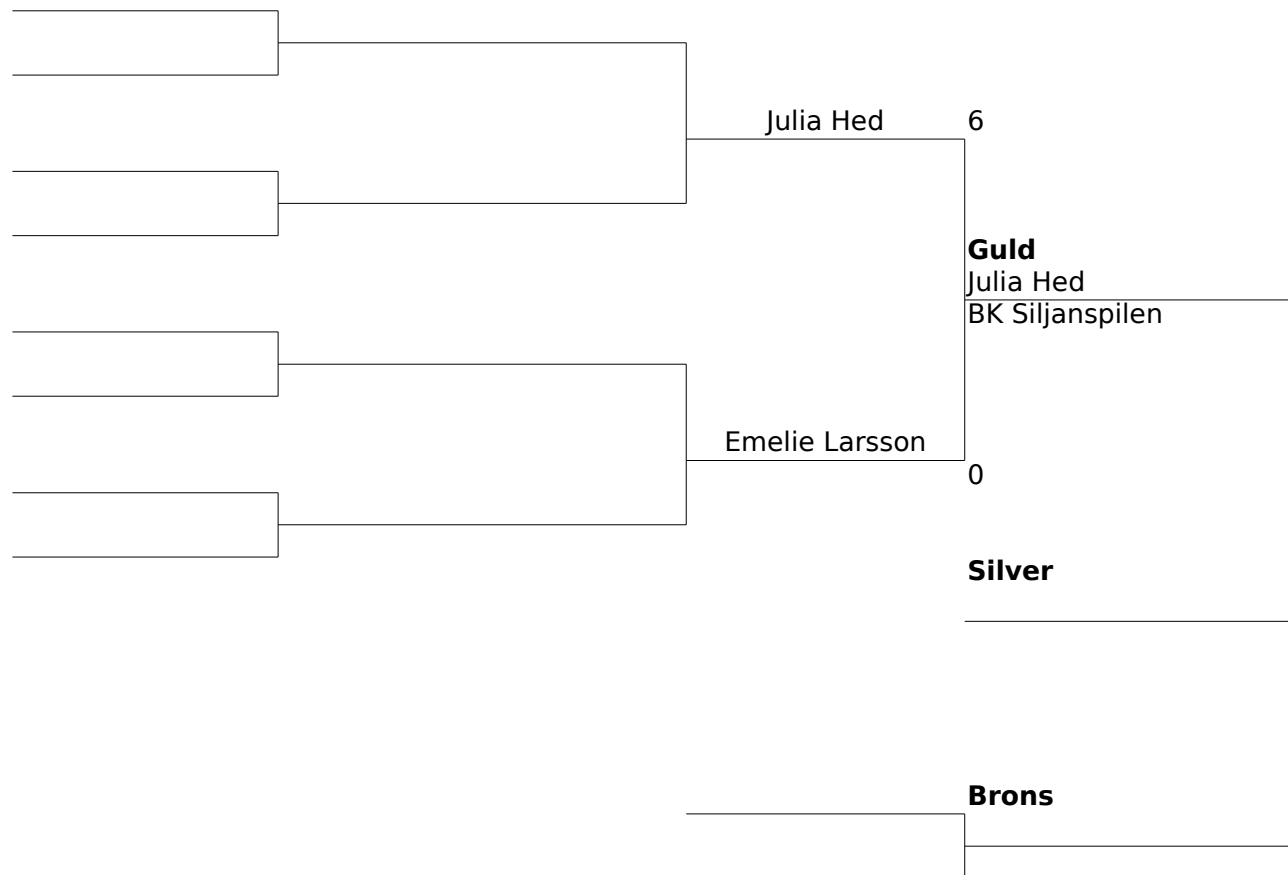 Julia Hed 6
Guld
Julia Hed
BK Siljanspilen
Emelie Larsson
0
Silver
Brons